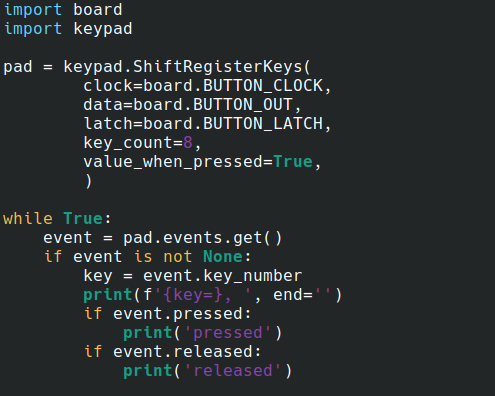 import board
import keypad

pad = keypad.ShiftRegisterKeys(
        clock=board.BUTTON_CLOCK,
        data=board.BUTTON_OUT,
        latch=board.BUTTON_LATCH,
        key_count=8,
        value_when_pressed=True,
        )

while True:
    event = pad.events.get()
    if event is not None:
        key = event.key_number
        print(f'{key=}, ', end='')
        if event.pressed:
            print('pressed')
        if event.released:
            print('released')